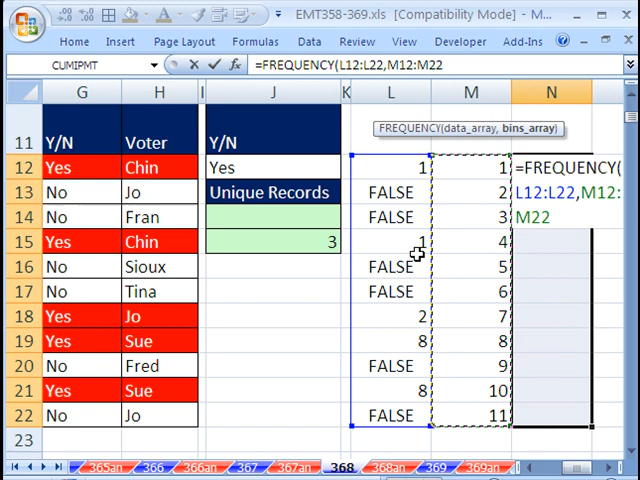 EMT358-369.xls [Compatibility Mode] - M...
Home Insert Page Layout Formulas Data Review View Developer Add-Ins
CUMIPMT =FREQUENCY(L12:L22,M12:M22
G H I J K L M N
FREQUENCY(data_array, bins_array)
11 Y/N Voter Y/N
12 Yes Chin Yes 1 1 =FREQUENCY(
13 No Jo Unique Records FALSE 2 L12:L22,M12:
14 No Fran FALSE 3 M22
15 Yes Chin 3 1 4
16 No Sioux FALSE 5
17 No Tina FALSE 6
18 Yes Jo 2 7
19 Yes Sue 8 8
20 No Fred FALSE 9
21 Yes Sue 8 10
22 No Jo FALSE 11
23
365an 366 366an 367 367an 368 368an 369 369an